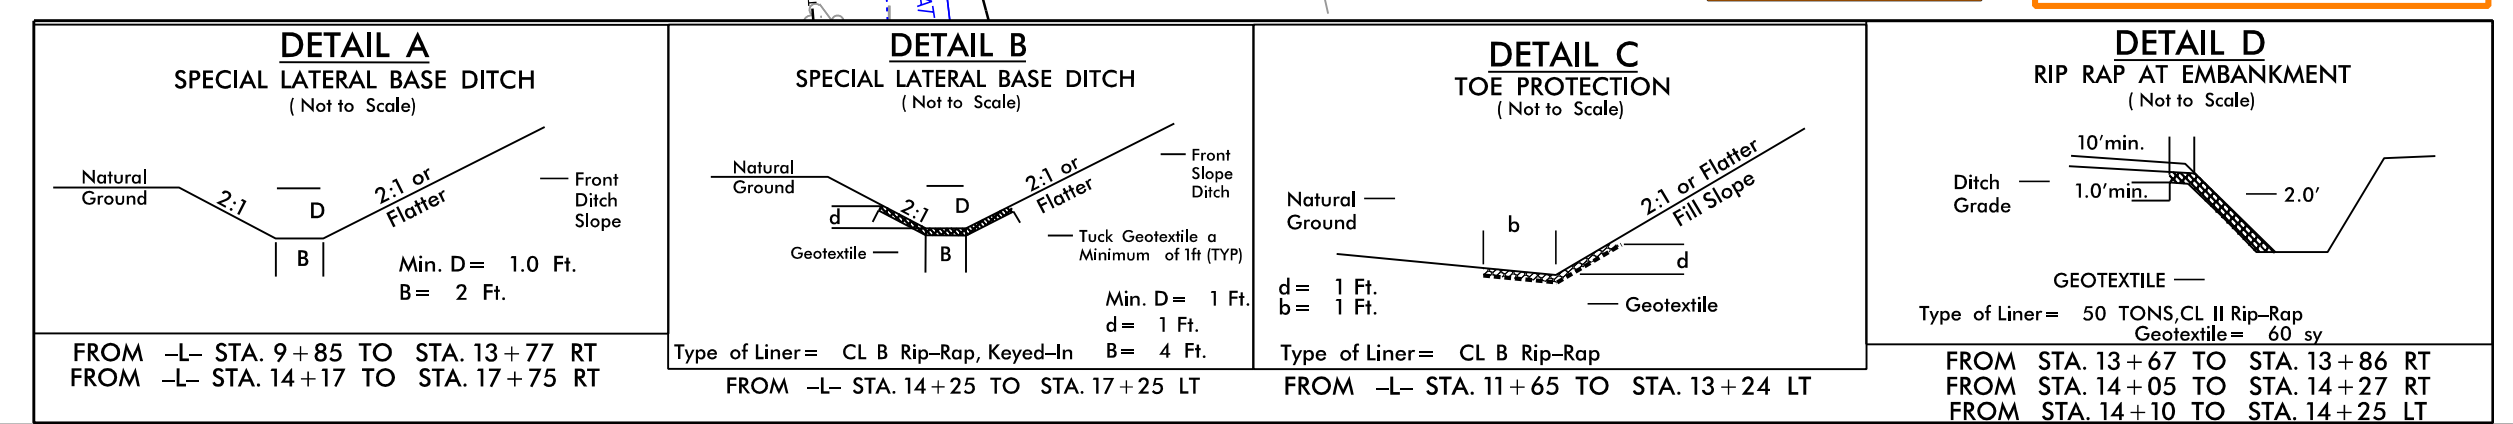 DETAIL A
SPECIAL LATERAL BASE DITCH
( Not to Scale)
Natural
Ground
2:1
D
2:1 or
Flatter
Front
Ditch
Slope
B
Min. D = 1.0 Ft.
B = 2 Ft.
FROM –L– STA. 9+85 TO STA. 13+77 RT
FROM –L– STA. 14+17 TO STA. 17+75 RT
DETAIL B
SPECIAL LATERAL BASE DITCH
( Not to Scale)
Natural
Ground
2:1
D
2:1 or
Flatter
Front
Slope
Ditch
d
Geotextile
B
Tuck Geotextile a
Minimum of 1ft (TYP)
Min. D = 1 Ft.
d = 1 Ft.
Type of Liner = CL B Rip–Rap, Keyed–In B = 4 Ft.
FROM –L– STA. 14+25 TO STA. 17+25 LT
DETAIL C
TOE PROTECTION
( Not to Scale)
Natural
Ground
b
2:1 or Flatter
Fill Slope
d
d = 1 Ft.
b = 1 Ft.
Geotextile
Type of Liner = CL B Rip–Rap
FROM –L– STA. 11+65 TO STA. 13+24 LT
DETAIL D
RIP RAP AT EMBANKMENT
( Not to Scale)
10'min.
Ditch
Grade
1.0'min.
2.0'
GEOTEXTILE
Type of Liner = 50 TONS,CL II Rip–Rap
Geotextile = 60 sy
FROM STA. 13+67 TO STA. 13+86 RT
FROM STA. 14+05 TO STA. 14+27 RT
FROM STA. 14+10 TO STA. 14+25 LT